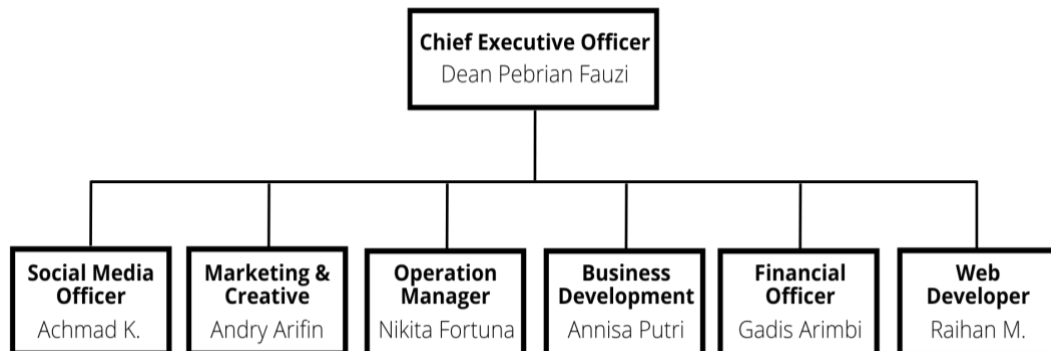 Chief Executive Officer
Dean Pebrian Fauzi
Social Media
Officer
Achmad K.
Marketing &
Creative
Andry Arifin
Operation
Manager
Nikita Fortuna
Business
Development
Annisa Putri
Financial
Officer
Gadis Arimbi
Web
Developer
Raihan M.